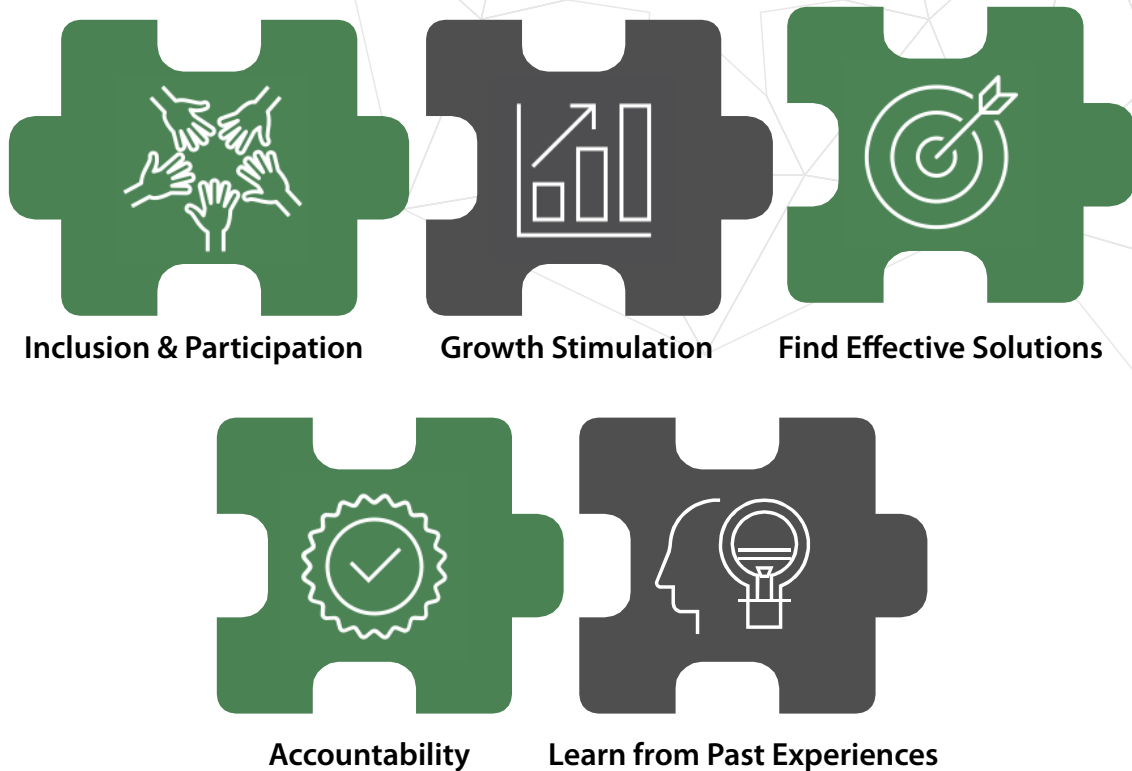 Inclusion & Participation
Growth Stimulation
Find Effective Solutions
Accountability
Learn from Past Experiences